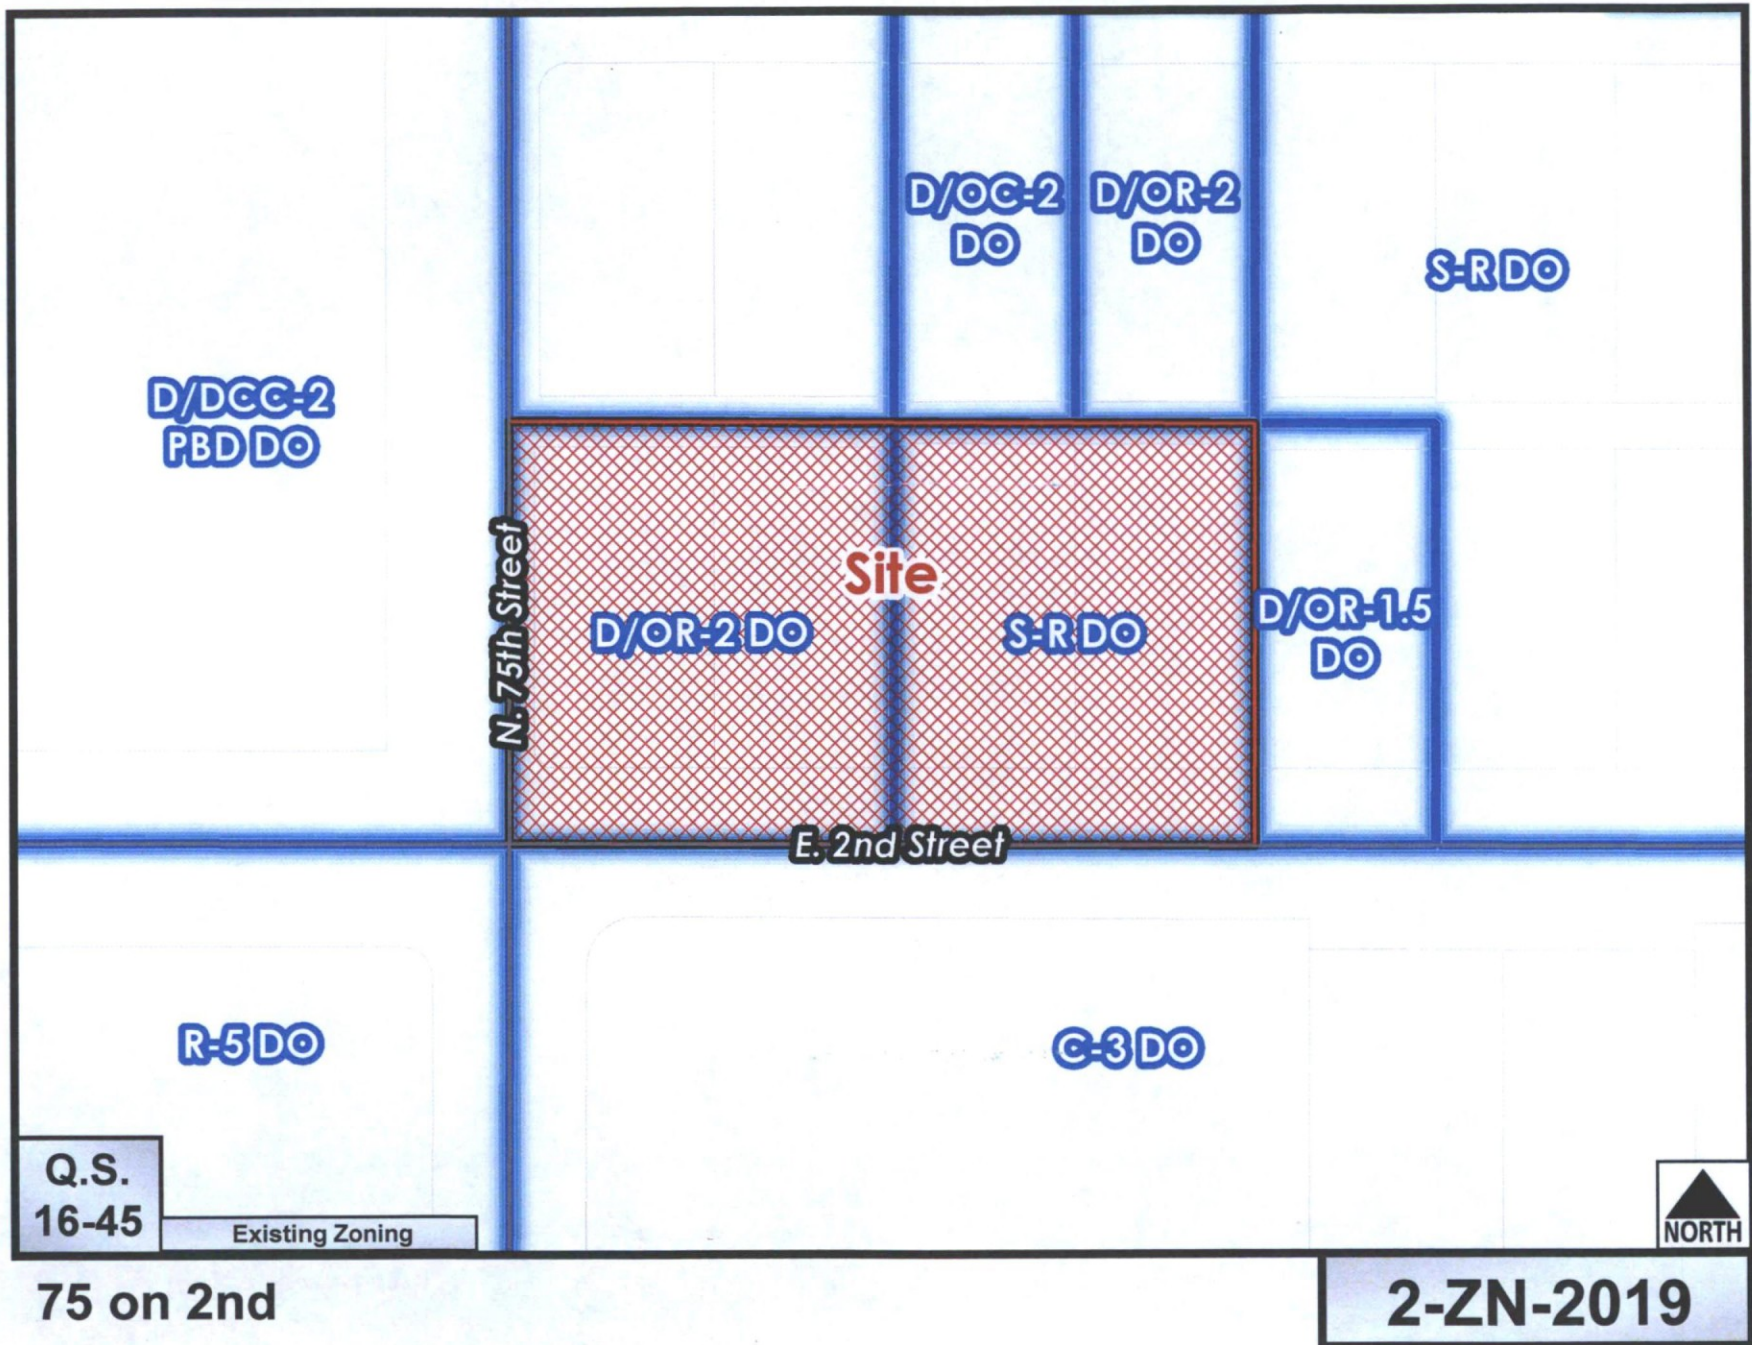 D/OC-2
DO
D/OR-2
DO
S-R DO
D/DCC-2
PBD DO
N. 75th Street
Site
D/OR-2 DO
S-R DO
D/OR-1.5
DO
E. 2nd Street
R-5 DO
C-3 DO
Q.S.
16-45
Existing Zoning
NORTH
75 on 2nd
2-ZN-2019